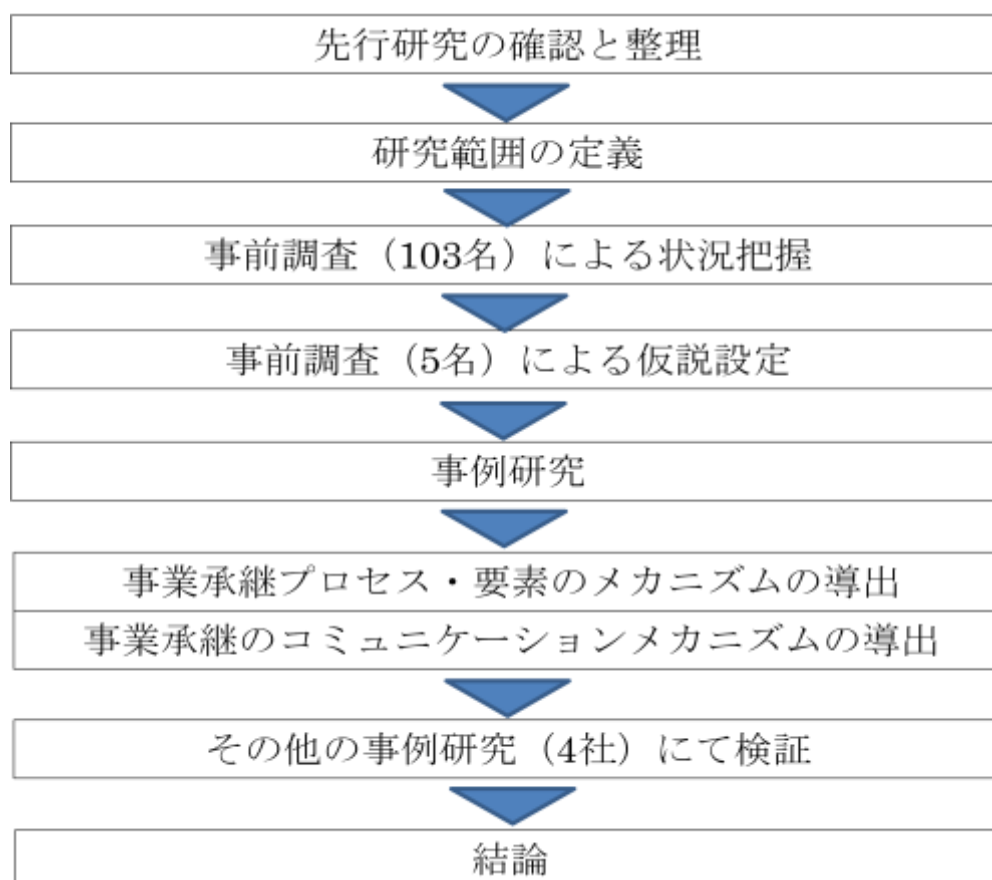 先行研究の確認と整理
研究範囲の定義
事前調査（103名）による状況把握
事前調査（5名）による仮説設定
事例研究
事業承継プロセス・要素のメカニズムの導出
事業承継のコミュニケーションメカニズムの導出
その他の事例研究（4社）にて検証
結論